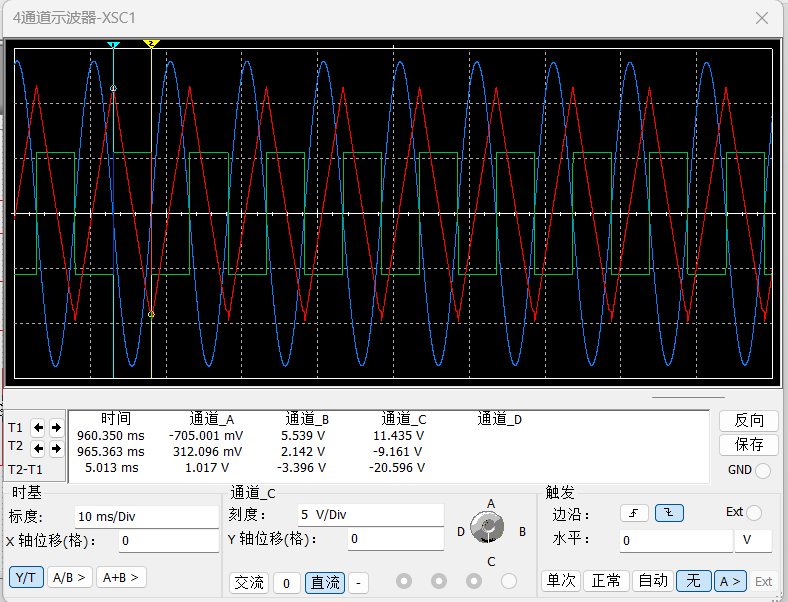 4通道示波器-XSC1
1 2
时间 通道_A 通道_B 通道_C 通道_D
T1 960.350 ms -705.001 mV 5.539 V 11.435 V
T2 965.363 ms 312.096 mV 2.142 V -9.161 V
T2-T1 5.013 ms 1.017 V -3.396 V -20.596 V
反向
保存
GND
时基
标度: 10 ms/Div
X 轴位移(格): 0
Y/T A/B > A+B >
通道_C
刻度: 5 V/Div
Y 轴位移(格): 0
交流 0 直流 -
A
D B
C
触发
边沿: Ext
水平: 0 V
单次 正常 自动 无 A > Ext